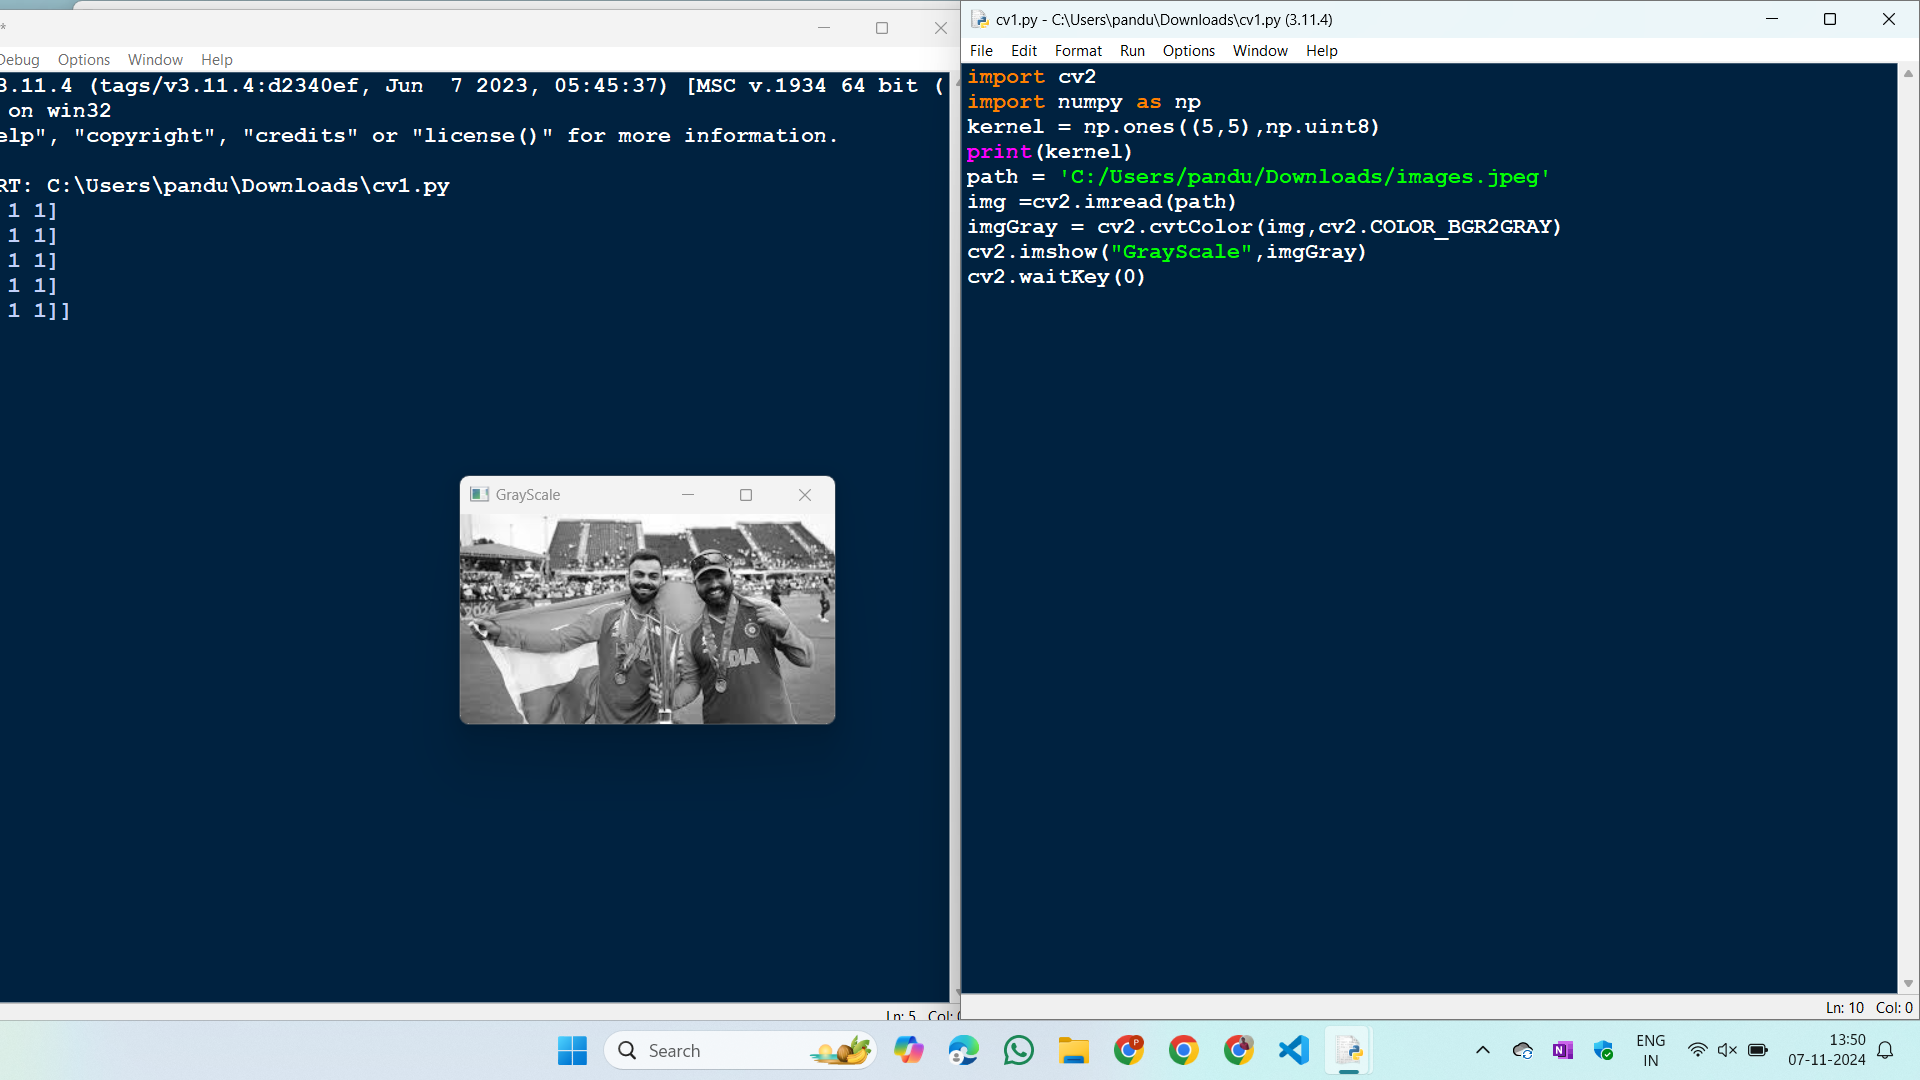 *
Debug Options Window Help
3.11.4 (tags/v3.11.4:d2340ef, Jun  7 2023, 05:45:37) [MSC v.1934 64 bit (
on win32
elp", "copyright", "credits" or "license()" for more information.
RT: C:\Users\pandu\Downloads\cv1.py
1 1]
1 1]
1 1]
1 1]
1 1]]
Ln: 5 Col: 0
GrayScale
2024
DIA
cv1.py - C:\Users\pandu\Downloads\cv1.py (3.11.4)
File Edit Format Run Options Window Help
import cv2
import numpy as np
kernel = np.ones((5,5),np.uint8)
print(kernel)
path = 'C:/Users/pandu/Downloads/images.jpeg'
img =cv2.imread(path)
imgGray = cv2.cvtColor(img,cv2.COLOR_BGR2GRAY)
cv2.imshow("GrayScale",imgGray)
cv2.waitKey(0)
Ln: 10 Col: 0
Search
P
N
ENG
IN
13:50
07-11-2024